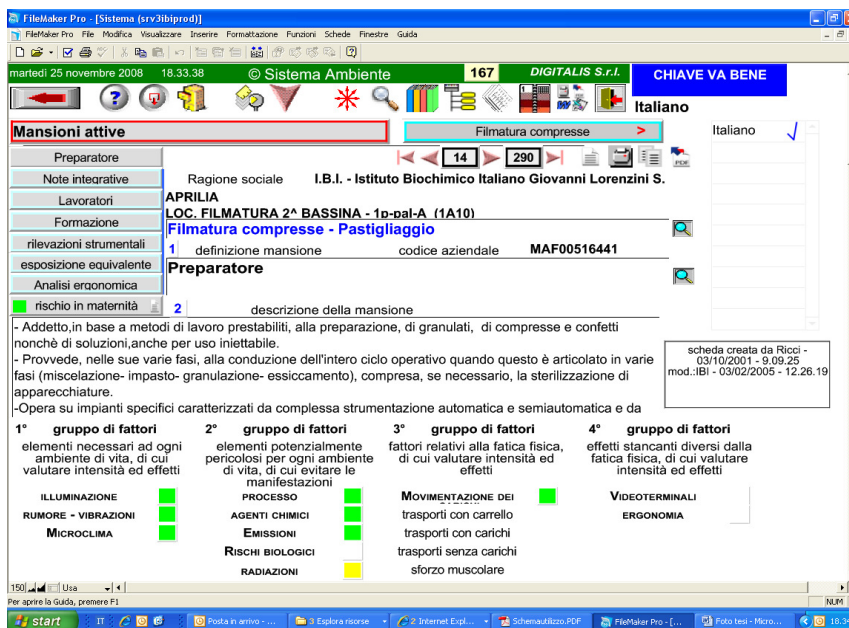 FileMaker Pro - [Sistema (srv3ibiprod)]
FileMaker Pro File Modifica Visualizzare Inserire Formattazione Funzioni Schede Finestre Guida
martedì 25 novembre 2008 18.33.38 © Sistema Ambiente 167 DIGITALIS S.r.l. CHIAVE VA BENE
Italiano
Mansioni attive Filmatura compresse > Italiano
14 290 PDF
Preparatore
Note integrative
Lavoratori
Formazione
rilevazioni strumentali
esposizione equivalente
Analisi ergonomica
rischio in maternità
Ragione sociale I.B.I. - Istituto Biochimico Italiano Giovanni Lorenzini S.
APRILIA
LOC. FILMATURA 2^ BASSINA - 1p-pal-A (1A10)
Filmatura compresse - Pastigliaggio
1 definizione mansione codice aziendale MAF00516441
Preparatore
2 descrizione della mansione
- Addetto,in base a metodi di lavoro prestabiliti, alla preparazione, di granulati, di compresse e confetti
nonchè di soluzioni,anche per uso iniettabile.
- Provvede, nelle sue varie fasi, alla conduzione dell'intero ciclo operativo quando questo è articolato in varie
fasi (miscelazione- impasto- granulazione- essiccamento), compresa, se necessario, la sterilizzazione di
apparecchiature.
-Opera su impianti specifici caratterizzati da complessa strumentazione automatica e semiautomatica e da
scheda creata da Ricci -
03/10/2001 - 9.09.25
mod.:IBI - 03/02/2005 - 12.26.19
1° gruppo di fattori
elementi necessari ad ogni
ambiente di vita, di cui
valutare intensità ed effetti
ILLUMINAZIONE
RUMORE - VIBRAZIONI
MICROCLIMA
2° gruppo di fattori
elementi potenzialmente
pericolosi per ogni ambiente
di vita, di cui evitare le
manifestazioni
PROCESSO
AGENTI CHIMICI
EMISSIONI
RISCHI BIOLOGICI
RADIAZIONI
3° gruppo di fattori
fattori relativi alla fatica fisica,
di cui valutare intensità ed
effetti
MOVIMENTAZIONE DEI
trasporti con carrello
trasporti con carichi
trasporti senza carichi
sforzo muscolare
4° gruppo di fattori
effetti stancanti diversi dalla
fatica fisica, di cui valutare
intensità ed effetti
VIDEOTERMINALI
ERGONOMIA
150 Usa
Per aprire la Guida, premere F1 NUM
start IT Posta in arrivo - ... 3 Esplora risorse 2 Internet Expl... Schemautilizzo.PDF FileMaker Pro - [... Foto tesi - Micro... 18.34